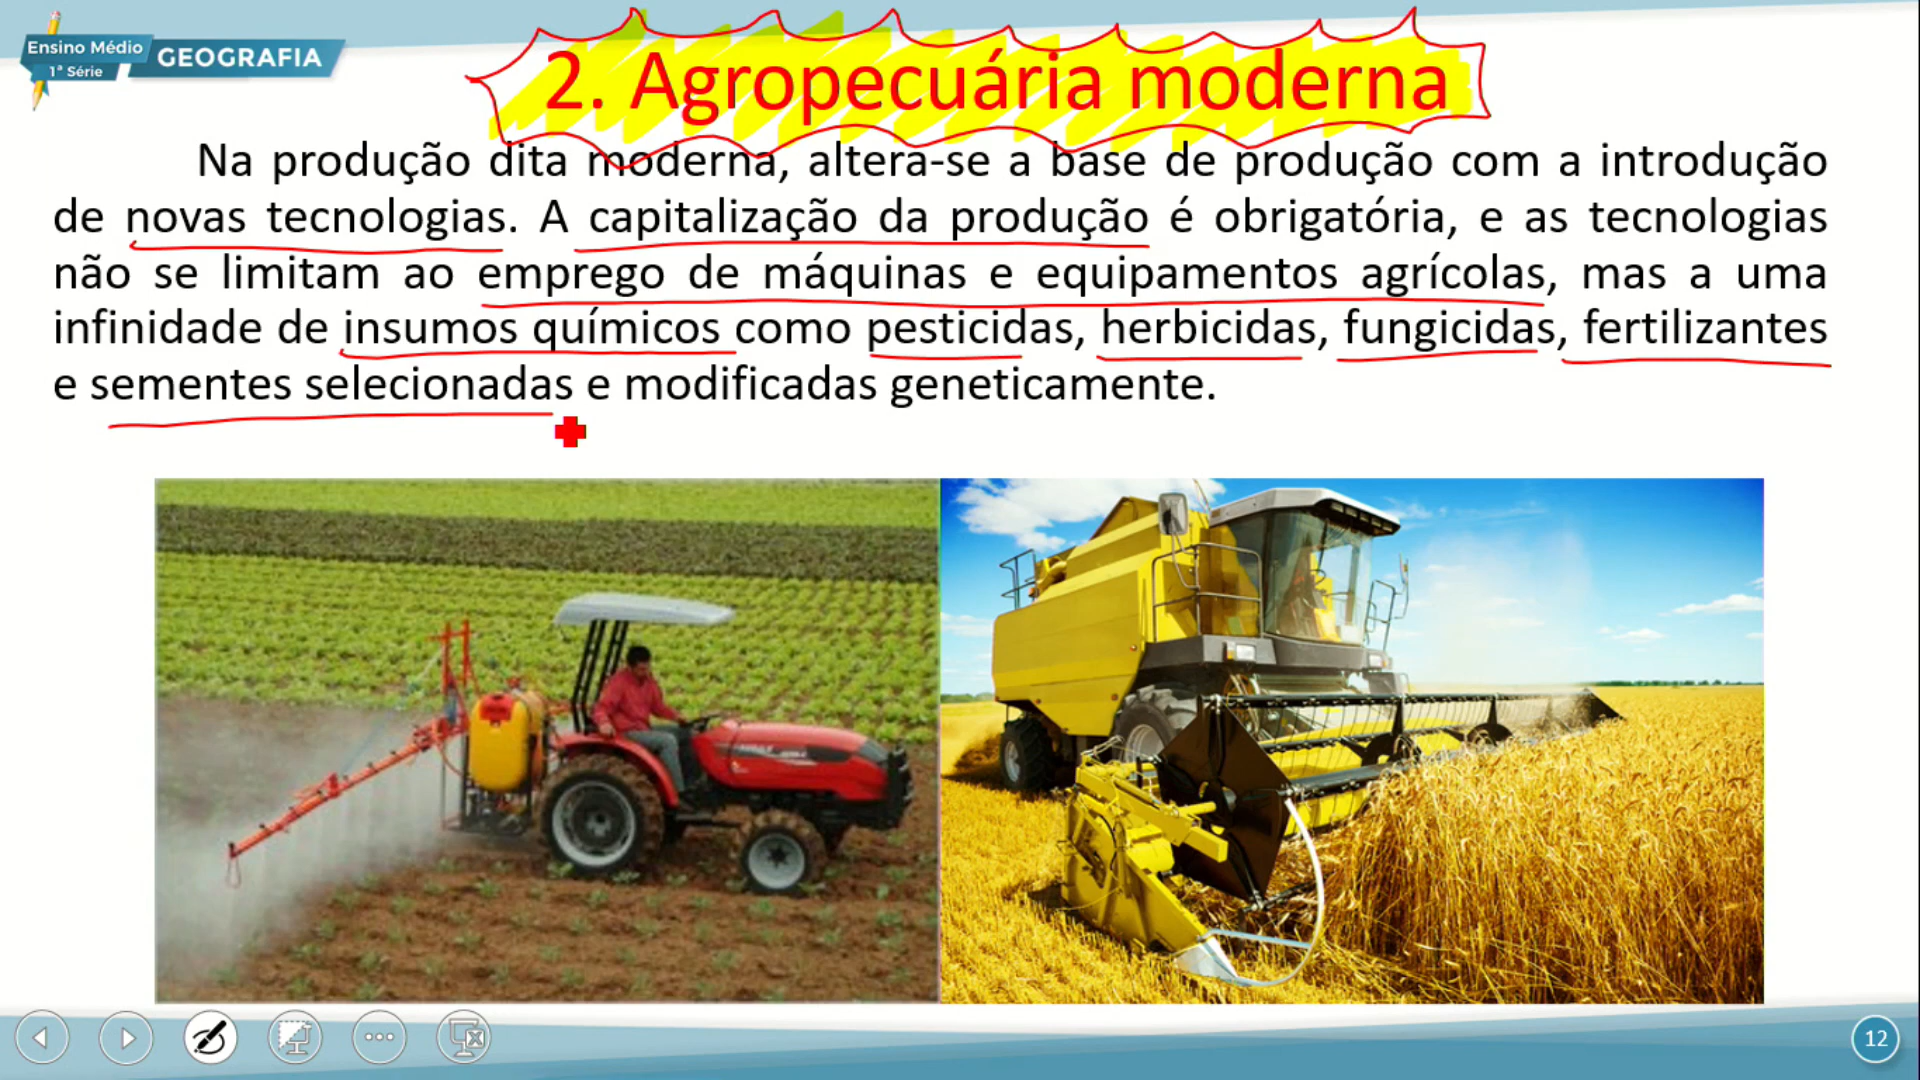 Ensino Médio
1ª Série
GEOGRAFIA
2. Agropecuária moderna
Na produção dita moderna, altera-se a base de produção com a introdução
de novas tecnologias. A capitalização da produção é obrigatória, e as tecnologias
não se limitam ao emprego de máquinas e equipamentos agrícolas, mas a uma
infinidade de insumos químicos como pesticidas, herbicidas, fungicidas, fertilizantes
e sementes selecionadas e modificadas geneticamente.
12